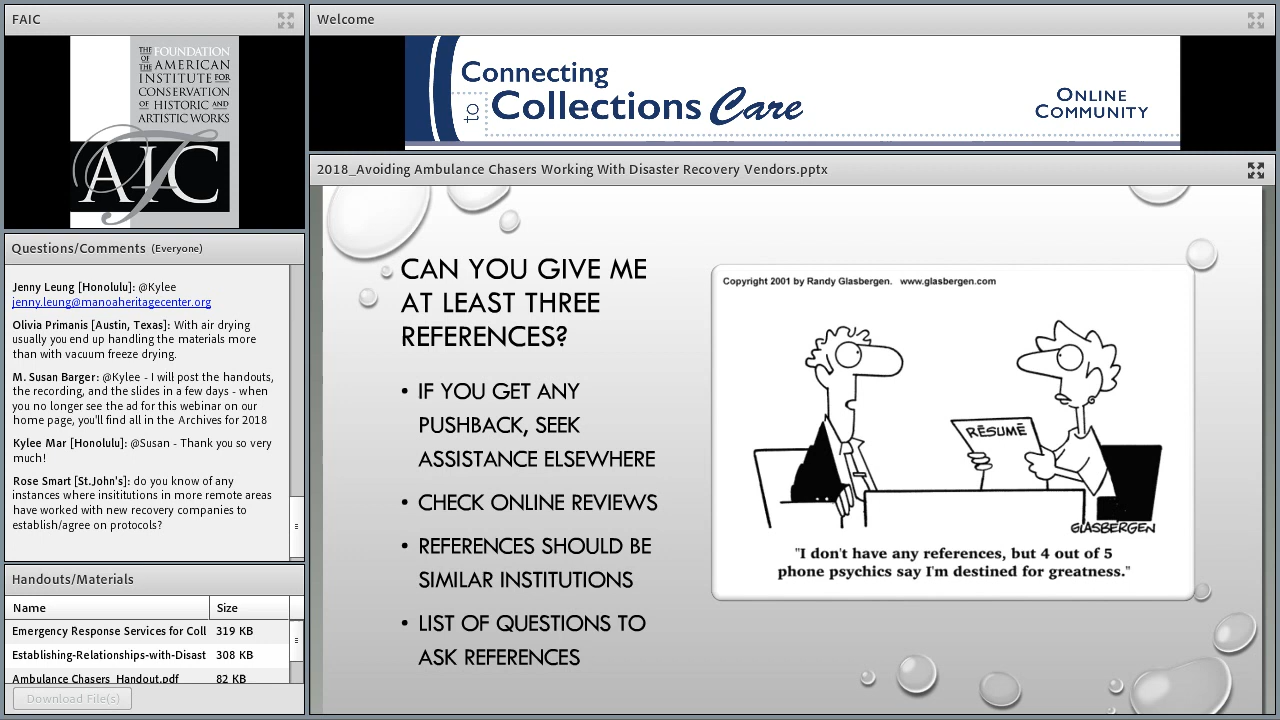 FAIC
THE FOUNDATION
OF THE AMERICAN
INSTITUTE FOR
CONSERVATION
OF HISTORIC AND
ARTISTIC WORKS
AIC
Questions/Comments (Everyone)
Jenny Leung [Honolulu]: @Kylee
jenny.leung@manoaheritagecenter.org
Olivia Primanis [Austin, Texas]: With air drying
usually you end up handling the materials more
than with vacuum freeze drying.
M. Susan Barger: @Kylee - I will post the handouts,
the recording, and the slides in a few days - when
you no longer see the ad for this webinar on our
home page, you'll find all in the Archives for 2018
Kylee Mar [Honolulu]: @Susan - Thank you so very
much!
Rose Smart [St.John's]: do you know of any
instances where insititutions in more remote areas
have worked with new recovery companies to
establish/agree on protocols?
Handouts/Materials
Name Size
Emergency Response Services for Coll 319 KB
Establishing-Relationships-with-Disast 308 KB
Ambulance Chasers_Handout.pdf 82 KB
Download File(s)
Welcome
Connecting
to Collections Care
ONLINE
COMMUNITY
2018_Avoiding Ambulance Chasers Working With Disaster Recovery Vendors.pptx
CAN YOU GIVE ME
AT LEAST THREE
REFERENCES?
• IF YOU GET ANY
PUSHBACK, SEEK
ASSISTANCE ELSEWHERE
• CHECK ONLINE REVIEWS
• REFERENCES SHOULD BE
SIMILAR INSTITUTIONS
• LIST OF QUESTIONS TO
ASK REFERENCES
Copyright 2001 by Randy Glasbergen. www.glasbergen.com
RĒSUMĒ
GLASBERGEN
"I don't have any references, but 4 out of 5
phone psychics say I'm destined for greatness."